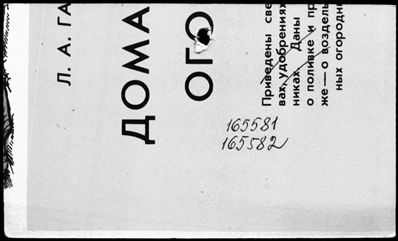 Л. А. ГА
ДОМА
ОГО
Приведены све
вах, удобрениях
никах. Даны
о поливке и пр
же — о воздель
ных огородн
165581
165582